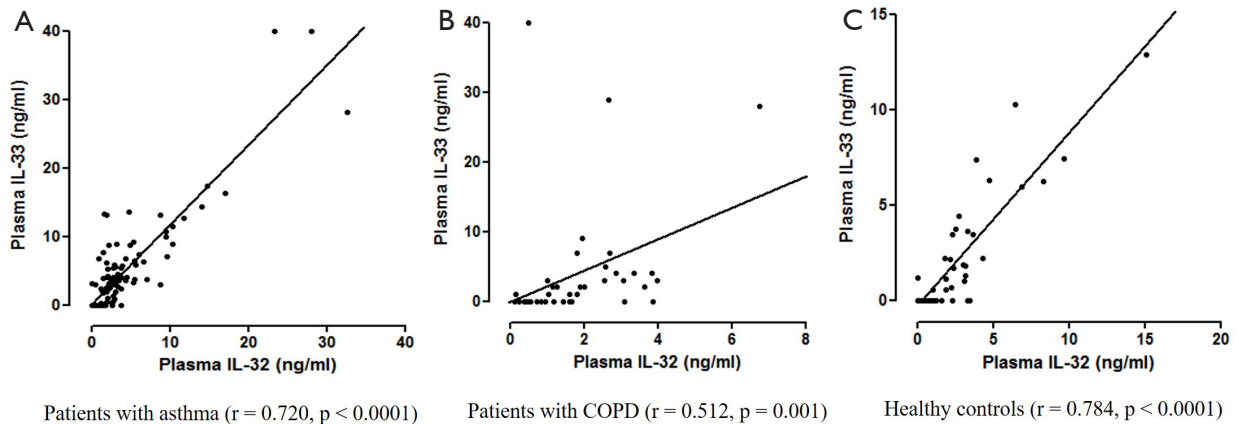 A
40
30
20
10
0
Plasma IL-33 (ng/ml)
0 10 20 30 40
Plasma IL-32 (ng/ml)
Patients with asthma (r = 0.720, p < 0.0001)
B
40
30
20
10
0
Plasma IL-33 (ng/ml)
0 2 4 6 8
Plasma IL-32 (ng/ml)
Patients with COPD (r = 0.512, p = 0.001)
C
15
10
5
0
Plasma IL-33 (ng/ml)
0 5 10 15 20
Plasma IL-32 (ng/ml)
Healthy controls (r = 0.784, p < 0.0001)